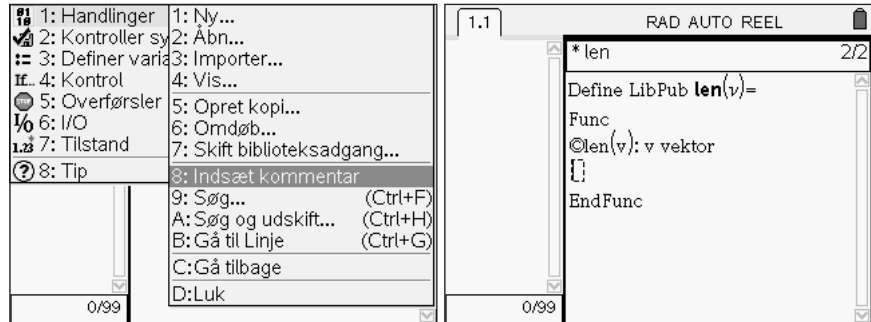 1: Handlinger
2: Kontroller sy
3: Definer varia
If.. 4: Kontrol
5: Overførsler
I/o 6: I/O
1.23 7: Tilstand
8: Tip
1: Ny...
2: Åbn...
3: Importer...
4: Vis...
5: Opret kopi...
6: Omdøb...
7: Skift biblioteksadgang...
8: Indsæt kommentar
9: Søg... (Ctrl+F)
A: Søg og udskift... (Ctrl+H)
B: Gå til Linje (Ctrl+G)
C: Gå tilbage
D: Luk
0/99
1.1
RAD AUTO REEL
* len 2/2
Define LibPub len(v)=
Func
©len(v): v vektor
EndFunc
0/99